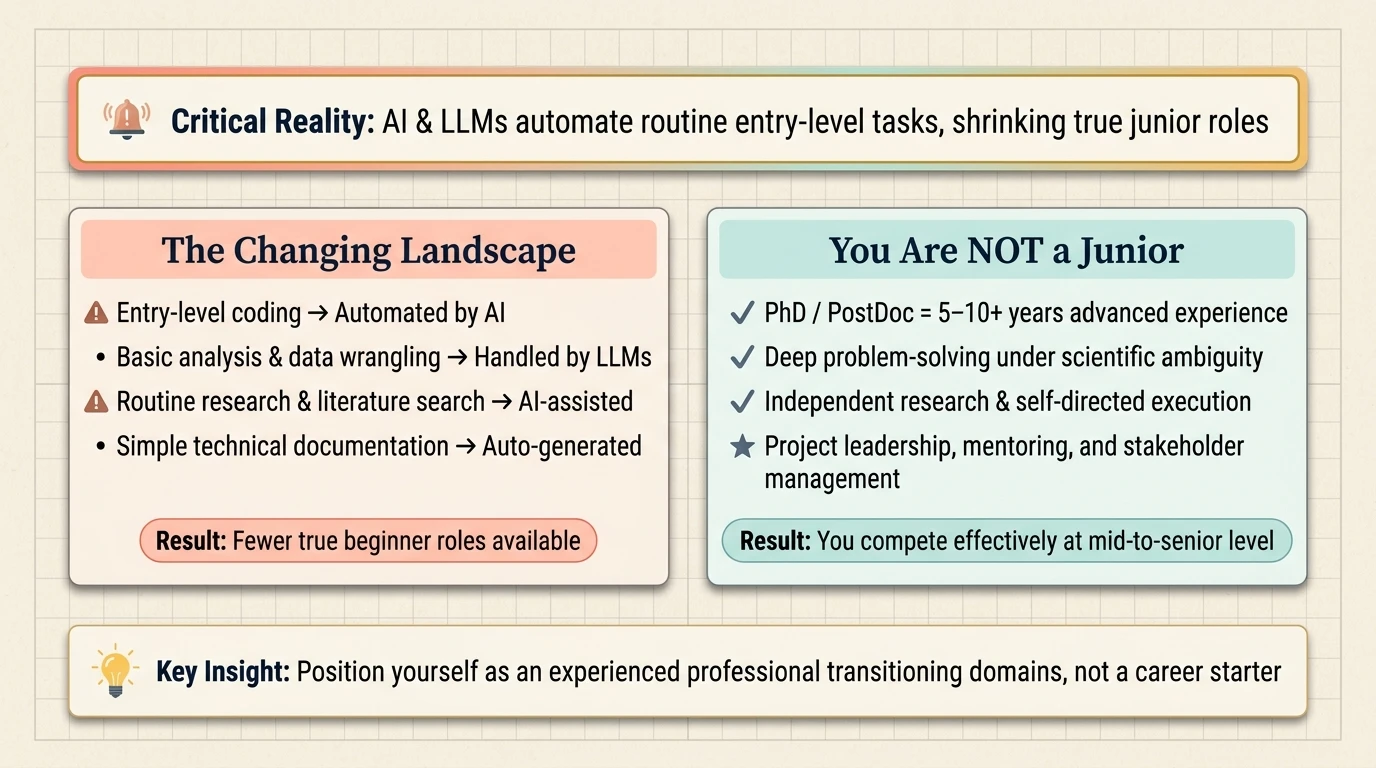 Critical Reality: AI & LLMs automate routine entry-level tasks, shrinking true junior roles
The Changing Landscape
Entry-level coding → Automated by AI
• Basic analysis & data wrangling → Handled by LLMs
Routine research & literature search → AI-assisted
• Simple technical documentation → Auto-generated
Result: Fewer true beginner roles available
You Are NOT a Junior
✓ PhD / PostDoc = 5–10+ years advanced experience
✓ Deep problem-solving under scientific ambiguity
✓ Independent research & self-directed execution
★ Project leadership, mentoring, and stakeholder
management
Result: You compete effectively at mid-to-senior level
Key Insight: Position yourself as an experienced professional transitioning domains, not a career starter